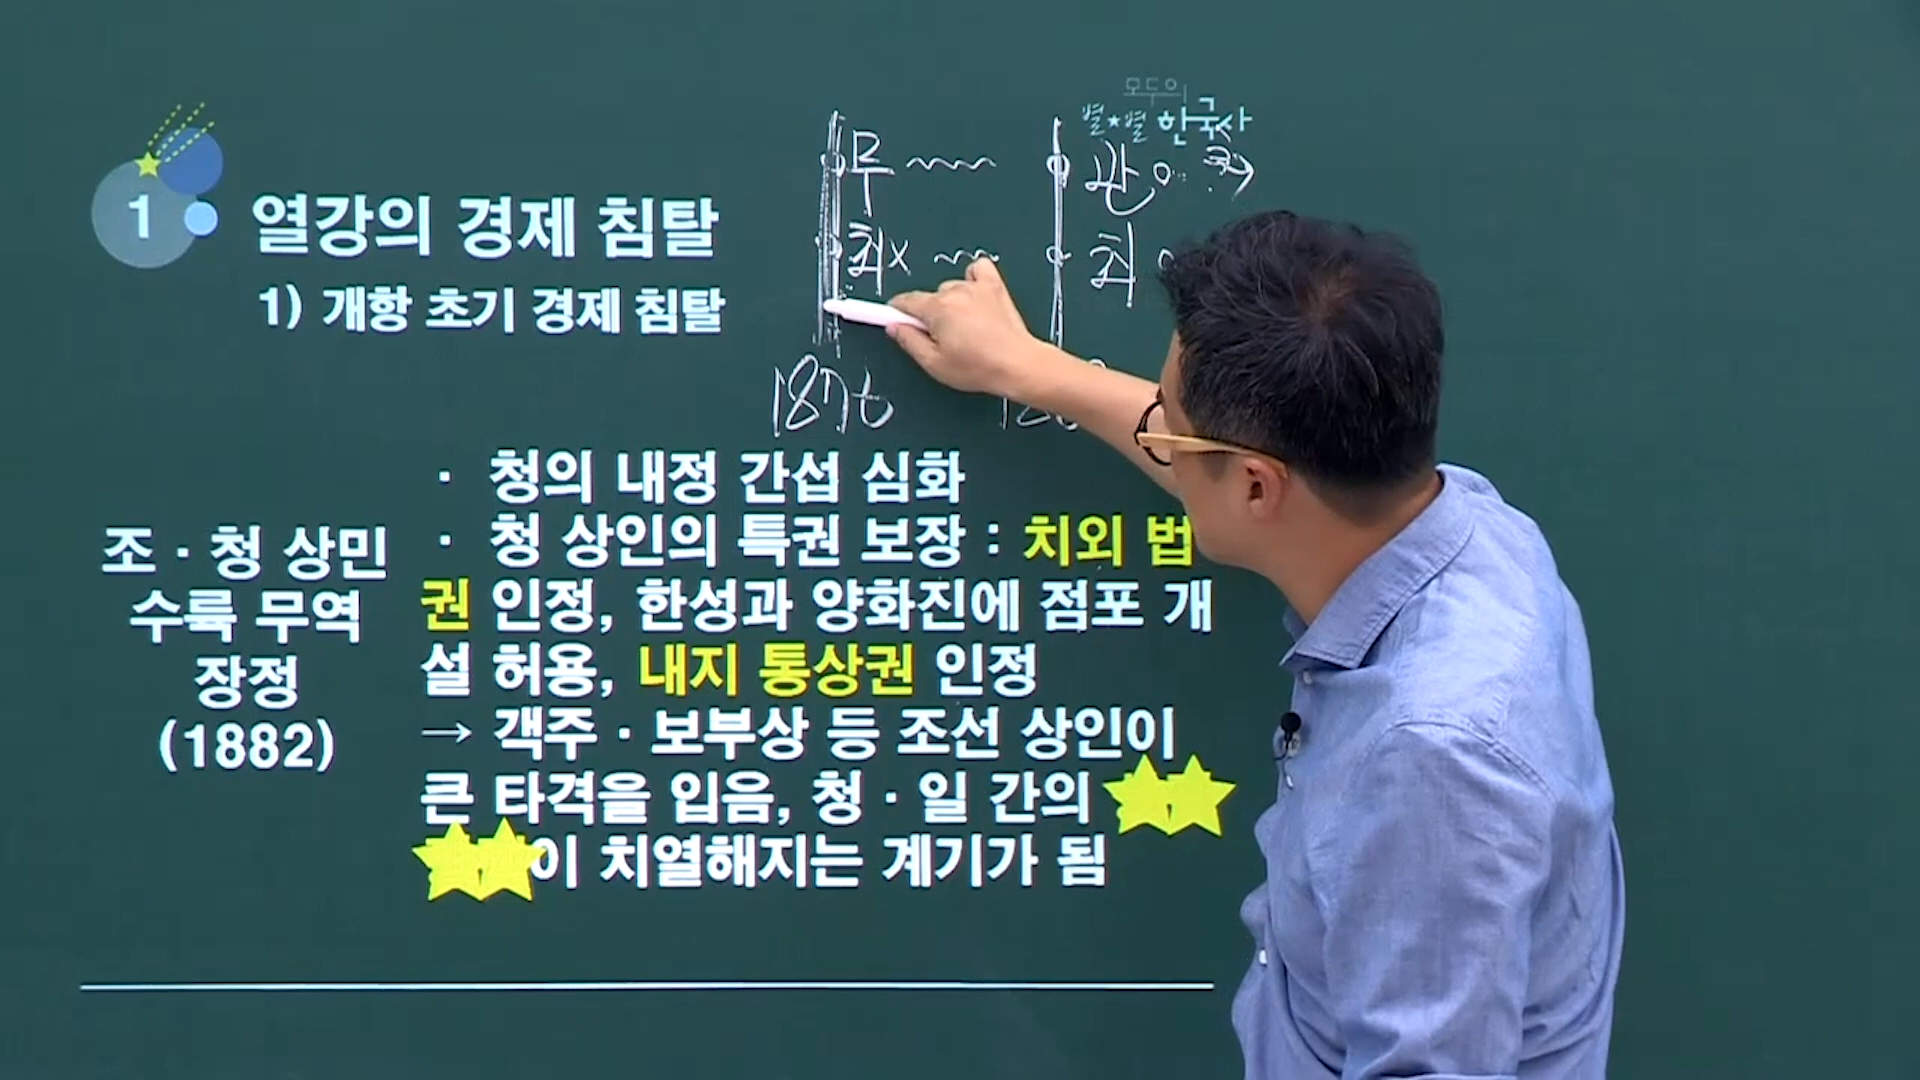 모두의
별★별 한국사
1 열강의 경제 침탈
1) 개항 초기 경제 침탈
무
관
최x
최
1876
조 · 청 상민
수륙 무역
장정
(1882)
· 청의 내정 간섭 심화
· 청 상인의 특권 보장 : 치외 법
권 인정, 한성과 양화진에 점포 개
설 허용, 내지 통상권 인정
→ 객주 · 보부상 등 조선 상인이
큰 타격을 입음, 청 · 일 간의
이 치열해지는 계기가 됨